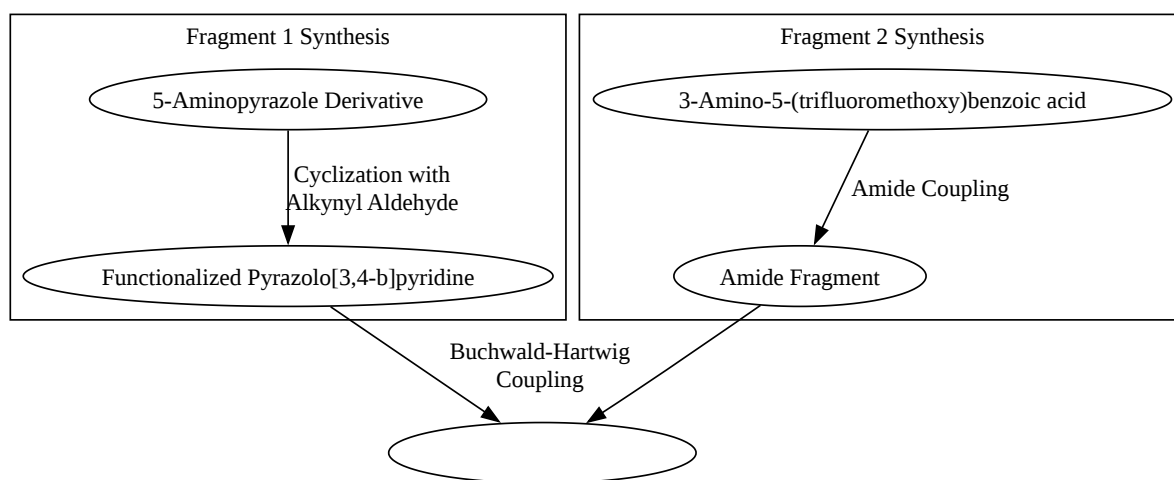 Fragment 1 Synthesis
5-Aminopyrazole Derivative
Cyclization with
Alkynyl Aldehyde
Functionalized Pyrazolo[3,4-b]pyridine
Fragment 2 Synthesis
3-Amino-5-(trifluoromethoxy)benzoic acid
Amide Coupling
Amide Fragment
Buchwald-Hartwig
Coupling